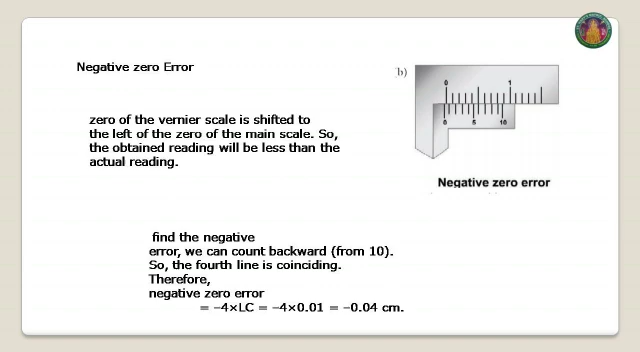 Negative zero Error
b)
0 1
0 5 10
Negative zero error
zero of the vernier scale is shifted to
the left of the zero of the main scale. So,
the obtained reading will be less than the
actual reading.
find the negative
error, we can count backward (from 10).
So, the fourth line is coinciding.
Therefore,
negative zero error
= −4×LC = −4×0.01 = −0.04 cm.